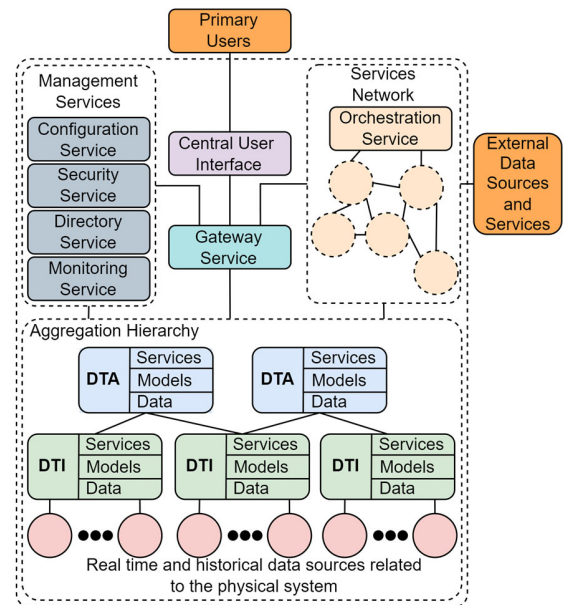 Primary
Users
Management
Services
Configuration
Service
Security
Service
Directory
Service
Monitoring
Service
Central User
Interface
Gateway
Service
Services
Network
Orchestration
Service
External
Data
Sources
and
Services
Aggregation Hierarchy
DTA
Services
Models
Data
DTA
Services
Models
Data
DTI
Services
Models
Data
DTI
Services
Models
Data
DTI
Services
Models
Data
Real time and historical data sources related
to the physical system